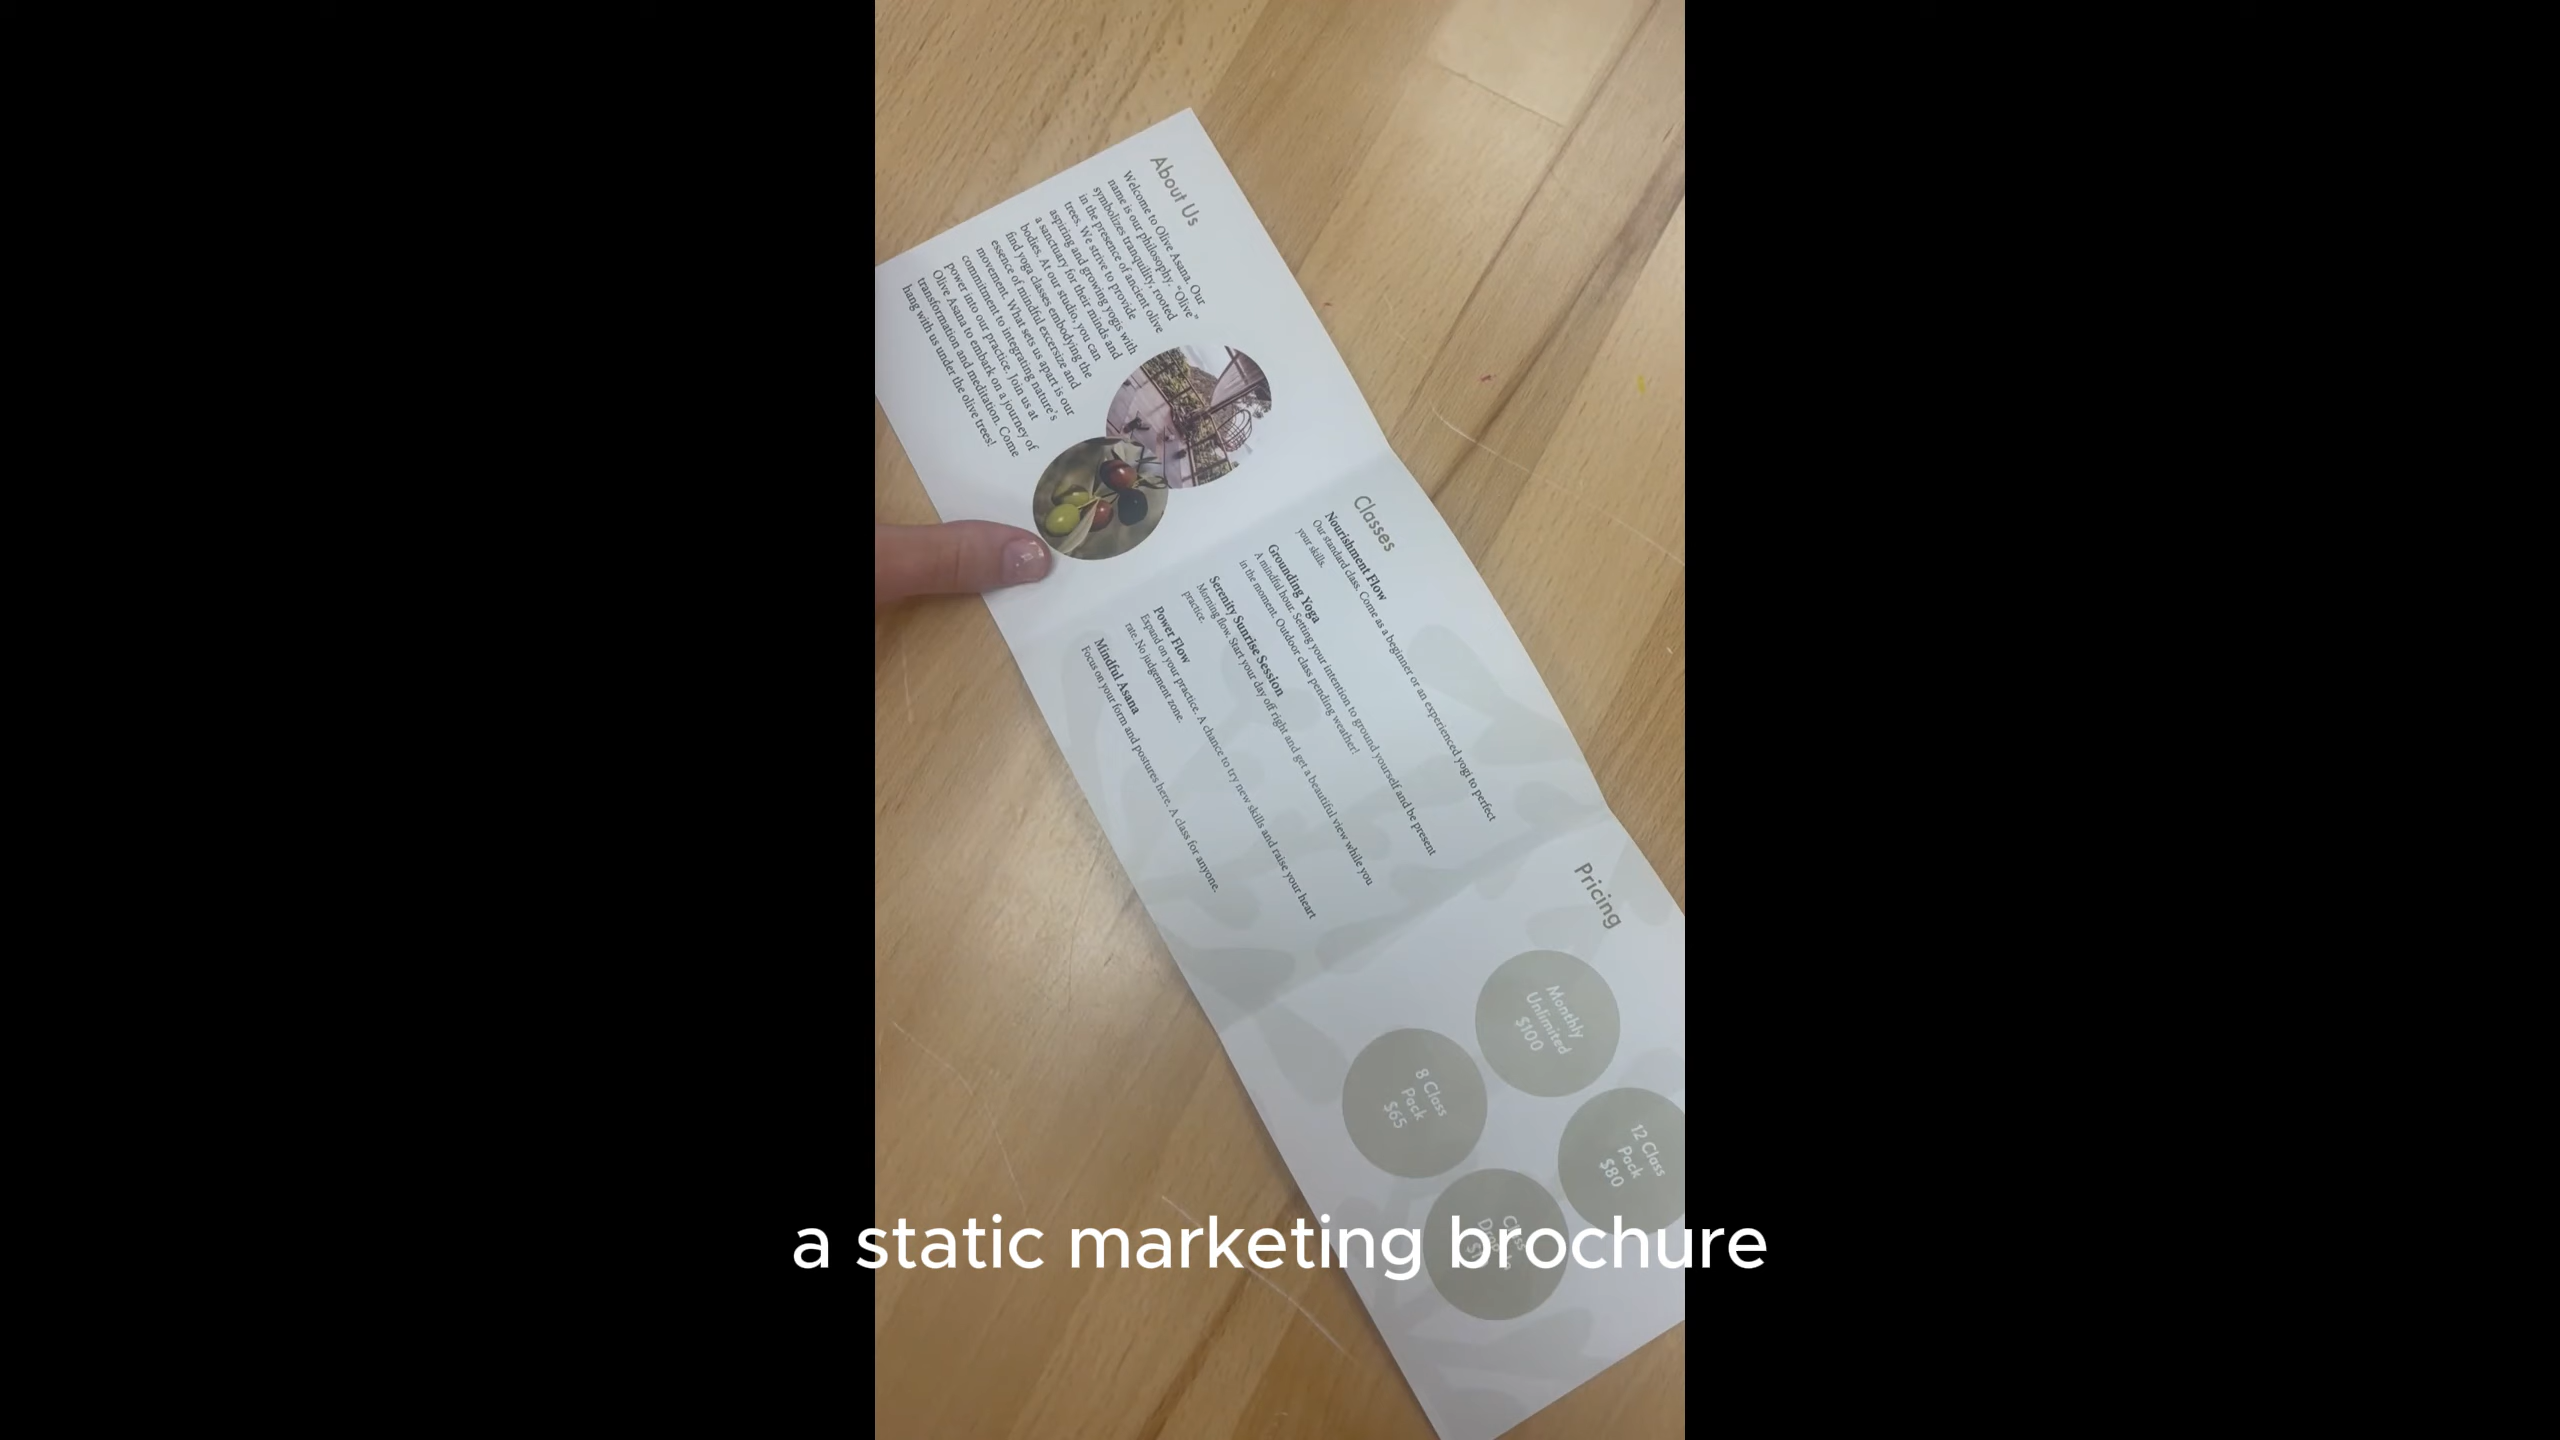 About Us
Welcome to Olive Asana. Our
name is our philosophy. "Olive"
symbolizes tranquility, rooted
in the presence of ancient olive
trees. We strive to provide
aspiring and growing yogis with
a sanctuary for their minds and
bodies. At our studio, you can
find yoga classes embodying the
essence of mindful excersize and
movement. What sets us apart is our
commitment to integrating nature's
power into our practice. Join us at
Olive Asana to embark on a journey of
transformation and meditation. Come
hang with us under the olive trees!
Classes
Nourishment Flow
Our standard class. Come as a beginner or an experienced yogi to perfect
your skills.
Grounding Yoga
A mindful hour. Setting your intention to ground yourself and be present
in the moment. Outdoor class pending weather!
Serenity Sunrise Session
Morning flow. Start your day off right and get a beautiful view while you
practice.
Power Flow
Expand on your practice. A chance to try new skills and raise your heart
rate. No judgement zone.
Mindful Asana
Focus on your form and postures here. A class for anyone.
Pricing
Monthly
Unlimited
$100
12 Class
Pack
$80
8 Class
Pack
$65
Class
a static marketing brochure